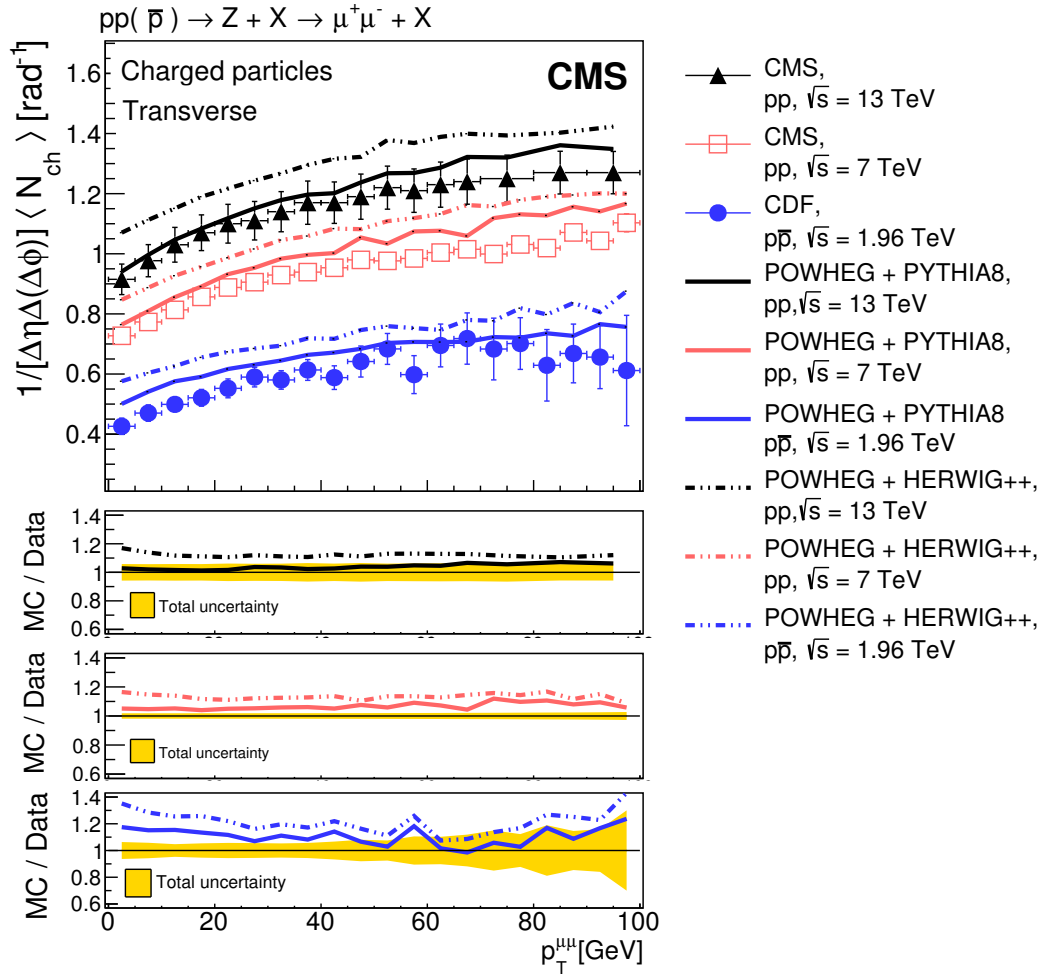 pp( p̅ ) → Z + X → μ⁺μ⁻ + X
1/[ΔηΔ(Δϕ)] ⟨ N_ch ⟩ [rad⁻¹]
Charged particles
CMS
Transverse
1.6
1.4
1.2
1
0.8
0.6
0.4
CMS,
pp, √s = 13 TeV
CMS,
pp, √s = 7 TeV
CDF,
pp̅, √s = 1.96 TeV
POWHEG + PYTHIA8,
pp,√s = 13 TeV
POWHEG + PYTHIA8,
pp, √s = 7 TeV
POWHEG + PYTHIA8
pp̅, √s = 1.96 TeV
POWHEG + HERWIG++,
pp,√s = 13 TeV
POWHEG + HERWIG++,
pp, √s = 7 TeV
POWHEG + HERWIG++,
pp̅, √s = 1.96 TeV
MC / Data
1.4
1.2
1
0.8
0.6
Total uncertainty
MC / Data
1.4
1.2
1
0.8
0.6
Total uncertainty
MC / Data
1.4
1.2
1
0.8
0.6
Total uncertainty
0 20 40 60 80 100
p_T^μμ [GeV]